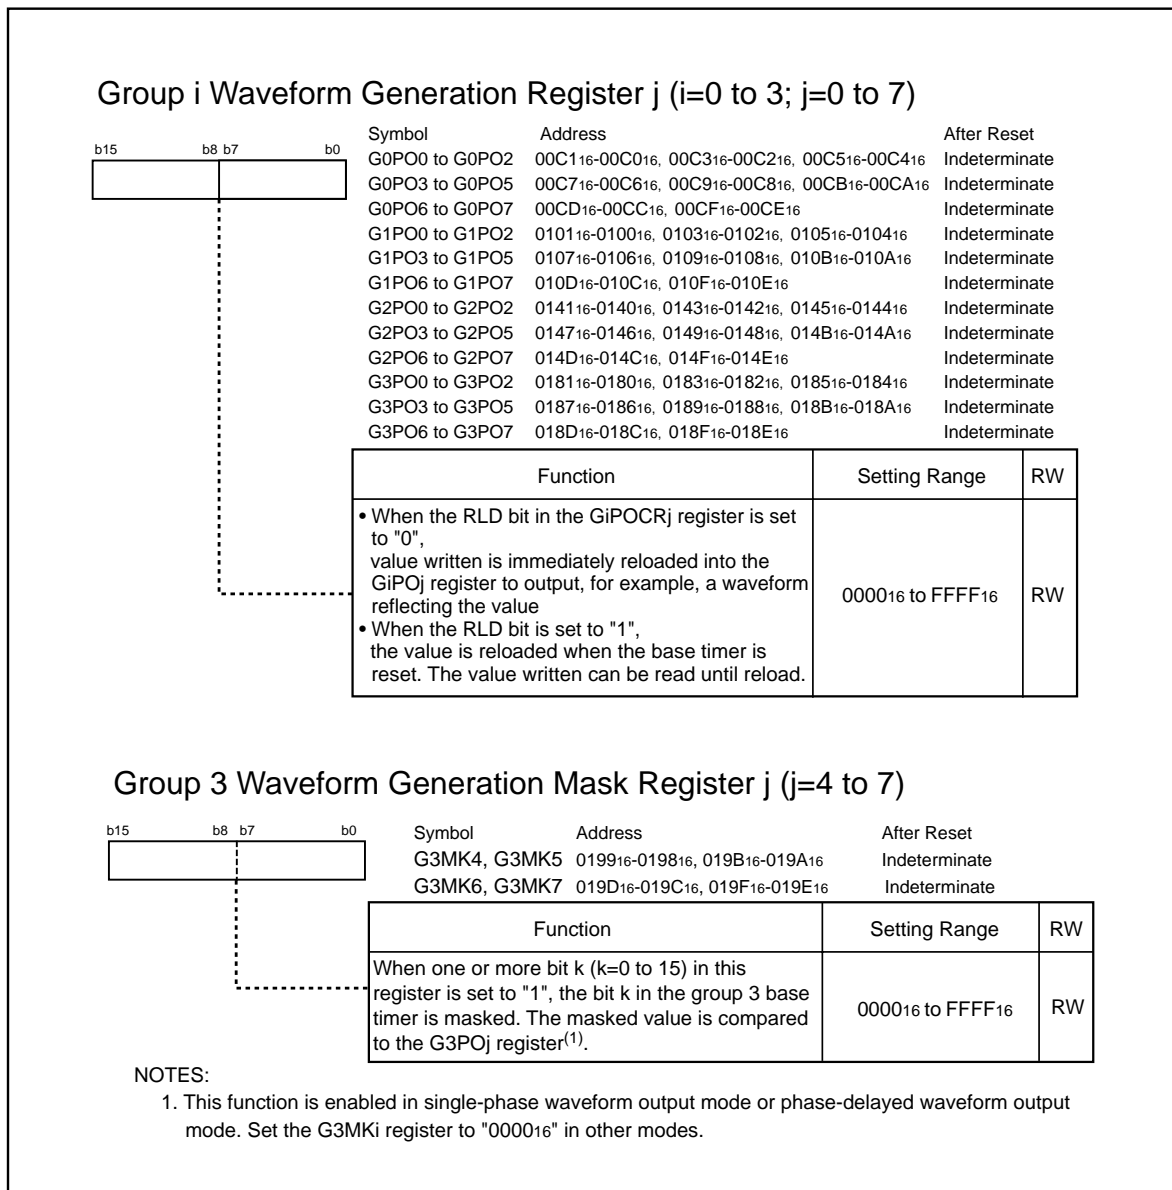 Group i Waveform Generation Register j (i=0 to 3; j=0 to 7)
b15 b8 b7 b0
Symbol Address After Reset
G0PO0 to G0PO2 00C116-00C016, 00C316-00C216, 00C516-00C416 Indeterminate
G0PO3 to G0PO5 00C716-00C616, 00C916-00C816, 00CB16-00CA16 Indeterminate
G0PO6 to G0PO7 00CD16-00CC16, 00CF16-00CE16 Indeterminate
G1PO0 to G1PO2 010116-010016, 010316-010216, 010516-010416 Indeterminate
G1PO3 to G1PO5 010716-010616, 010916-010816, 010B16-010A16 Indeterminate
G1PO6 to G1PO7 010D16-010C16, 010F16-010E16 Indeterminate
G2PO0 to G2PO2 014116-014016, 014316-014216, 014516-014416 Indeterminate
G2PO3 to G2PO5 014716-014616, 014916-014816, 014B16-014A16 Indeterminate
G2PO6 to G2PO7 014D16-014C16, 014F16-014E16 Indeterminate
G3PO0 to G3PO2 018116-018016, 018316-018216, 018516-018416 Indeterminate
G3PO3 to G3PO5 018716-018616, 018916-018816, 018B16-018A16 Indeterminate
G3PO6 to G3PO7 018D16-018C16, 018F16-018E16 Indeterminate
Function Setting Range RW
• When the RLD bit in the GiPOCRj register is set
to "0",
value written is immediately reloaded into the
GiPOj register to output, for example, a waveform
reflecting the value
• When the RLD bit is set to "1",
the value is reloaded when the base timer is
reset. The value written can be read until reload.
000016 to FFFF16 RW
Group 3 Waveform Generation Mask Register j (j=4 to 7)
b15 b8 b7 b0
Symbol Address After Reset
G3MK4, G3MK5 019916-019816, 019B16-019A16 Indeterminate
G3MK6, G3MK7 019D16-019C16, 019F16-019E16 Indeterminate
Function Setting Range RW
When one or more bit k (k=0 to 15) in this
register is set to "1", the bit k in the group 3 base
timer is masked. The masked value is compared
to the G3POj register(1).
000016 to FFFF16 RW
NOTES:
1. This function is enabled in single-phase waveform output mode or phase-delayed waveform output
mode. Set the G3MKi register to "000016" in other modes.